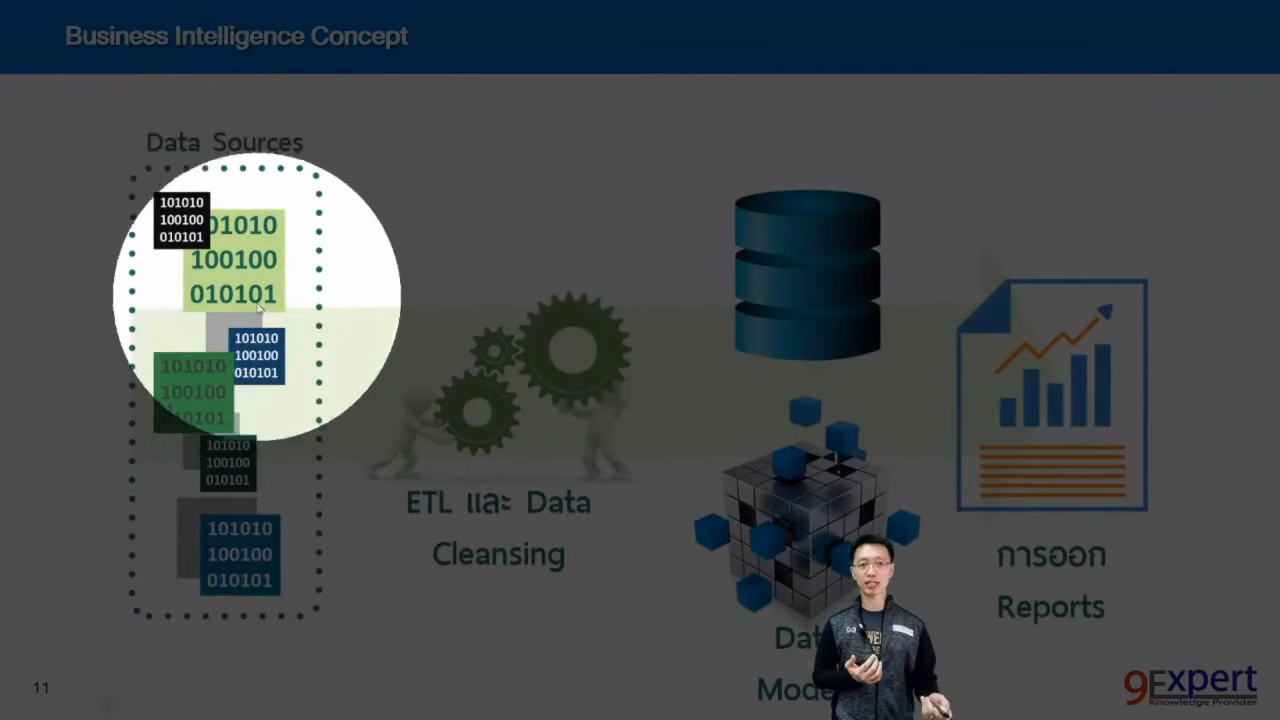 Business Intelligence Concept
Data Sources
101010
100100
010101
01010
100100
010101
101010
100100
010101
101010
100100
10101
101010
100100
010101
101010
100100
010101
ETL และ Data
Cleansing
การออก
Reports
11
9Expert
Knowledge Provider